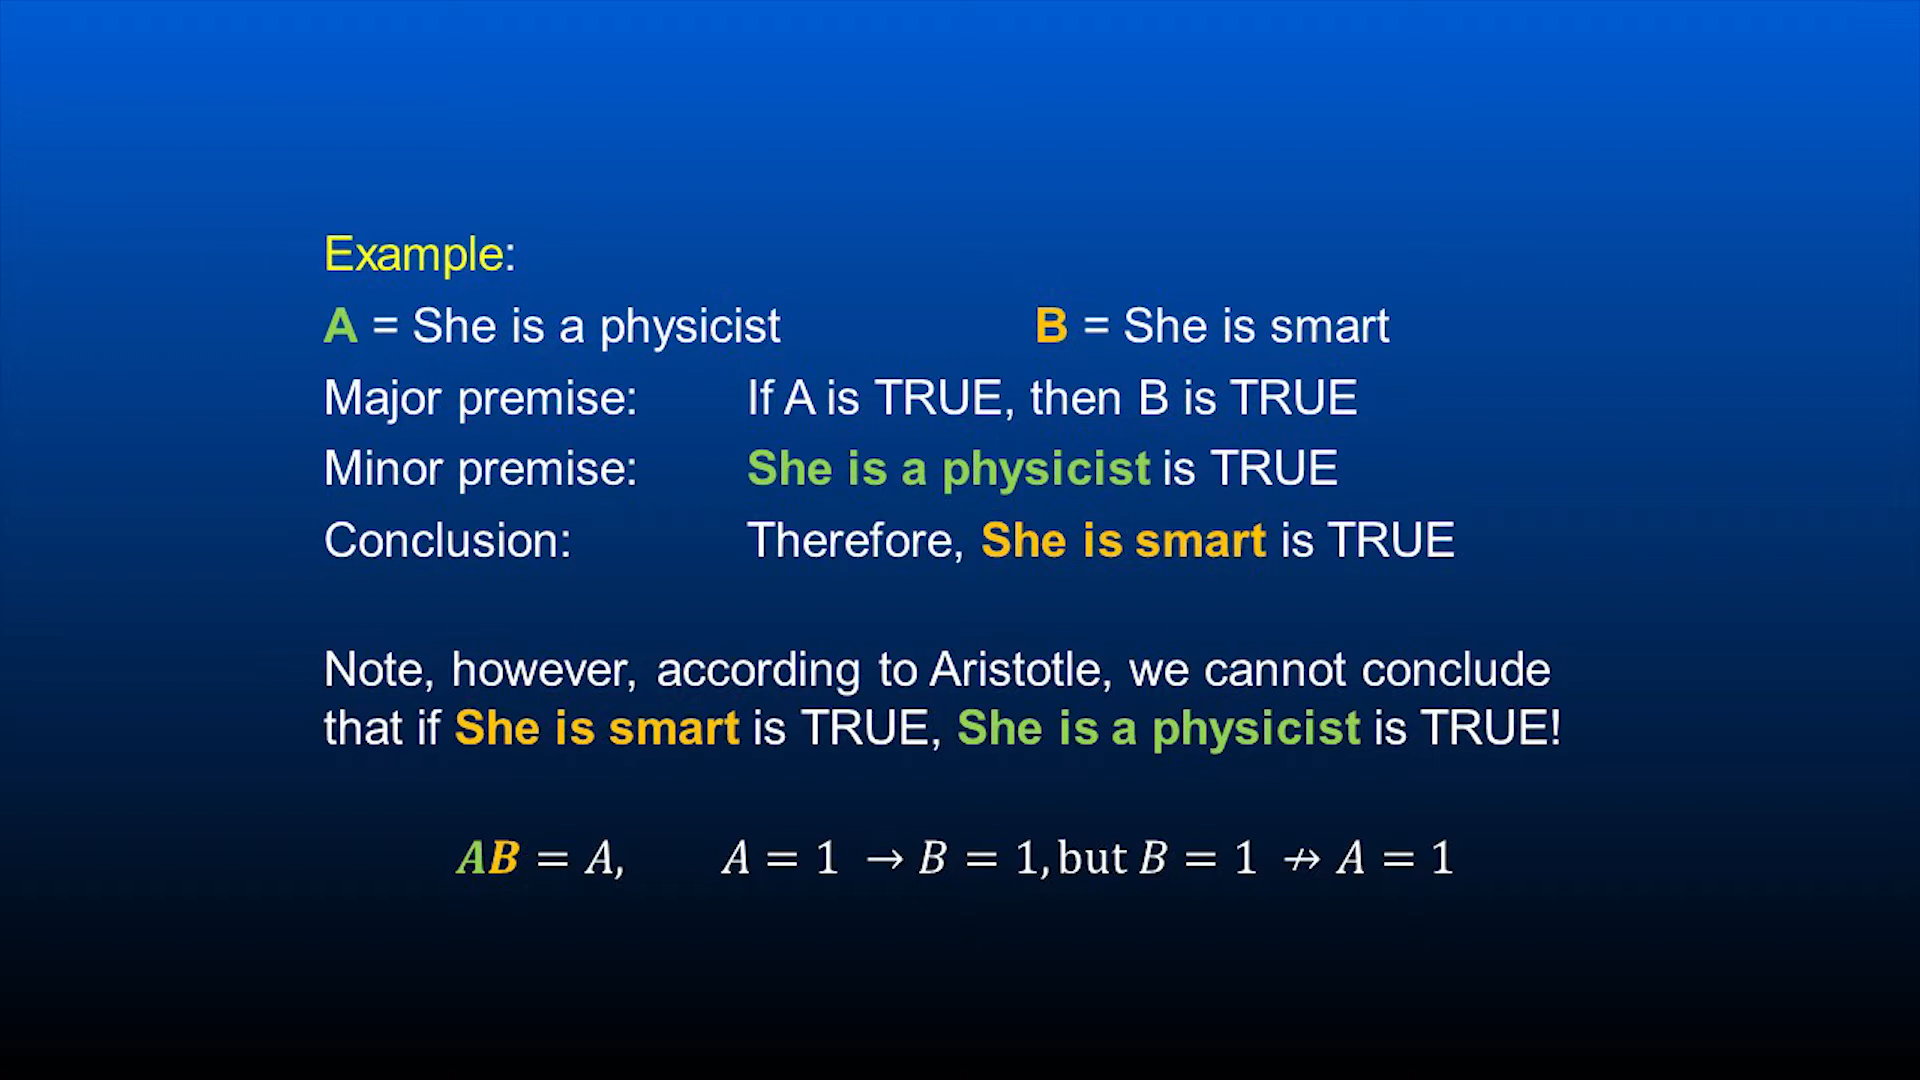 Example:
A = She is a physicist B = She is smart
Major premise: If A is TRUE, then B is TRUE
Minor premise: She is a physicist is TRUE
Conclusion: Therefore, She is smart is TRUE
Note, however, according to Aristotle, we cannot conclude
that if She is smart is TRUE, She is a physicist is TRUE!
AB = A, A = 1 → B = 1, but B = 1 ↛ A = 1